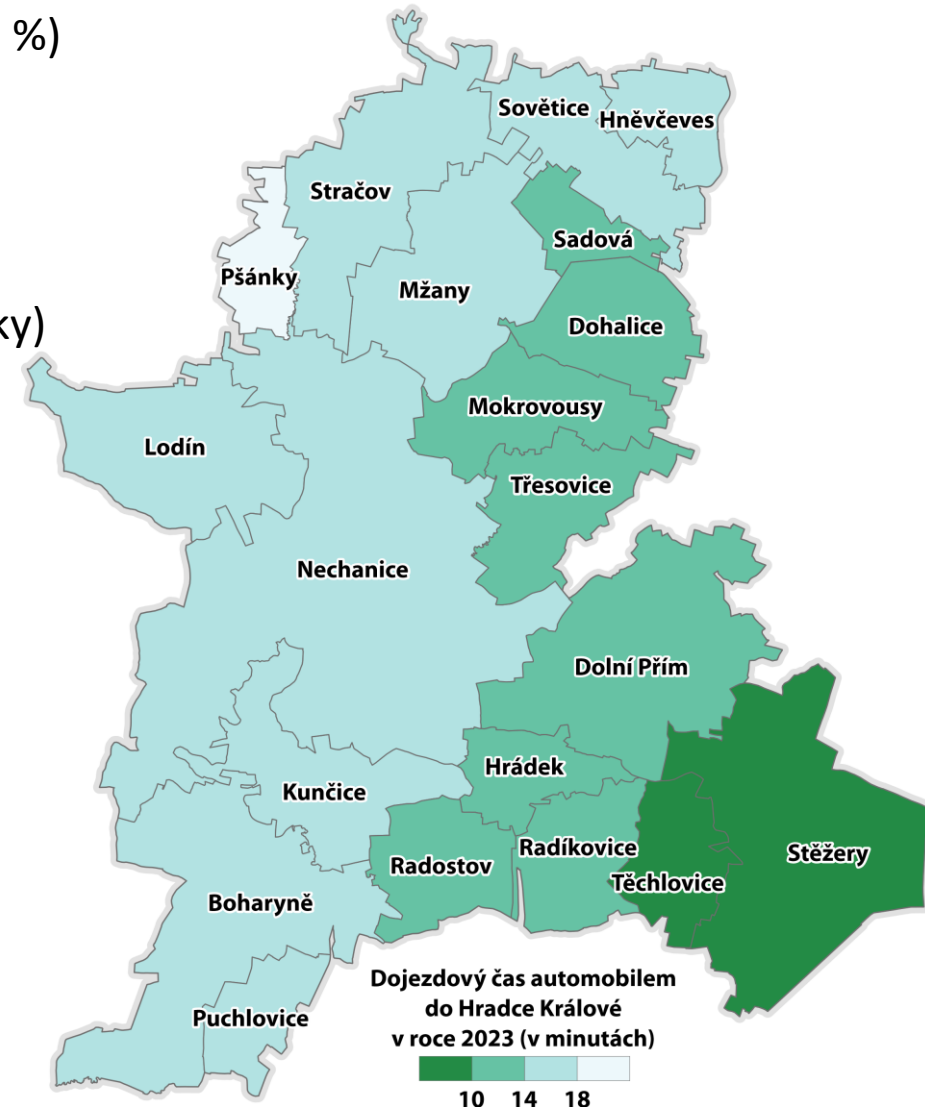 %)
Sovětice
Hněvčeves
Stračov
Sadová
Pšánky
Mžany
ky)
Dohalice
Mokrovousy
Lodín
Třesovice
Nechanice
Dolní Přím
Hrádek
Kunčice
Radíkovice
Stěžery
Radostov
Těchlovice
Boharyně
Puchlovice
Dojezdový čas automobilem
do Hradce Králové
v roce 2023 (v minutách)
10 14 18